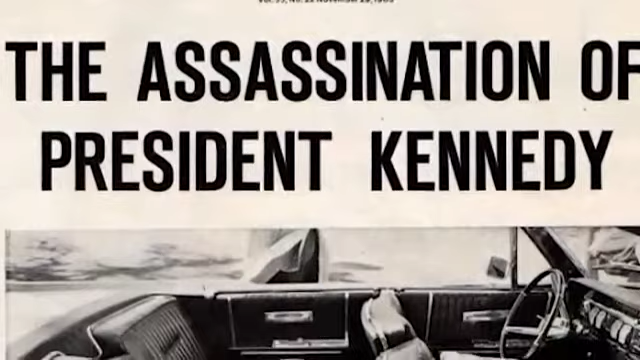 THE ASSASSINATION OF
PRESIDENT KENNEDY